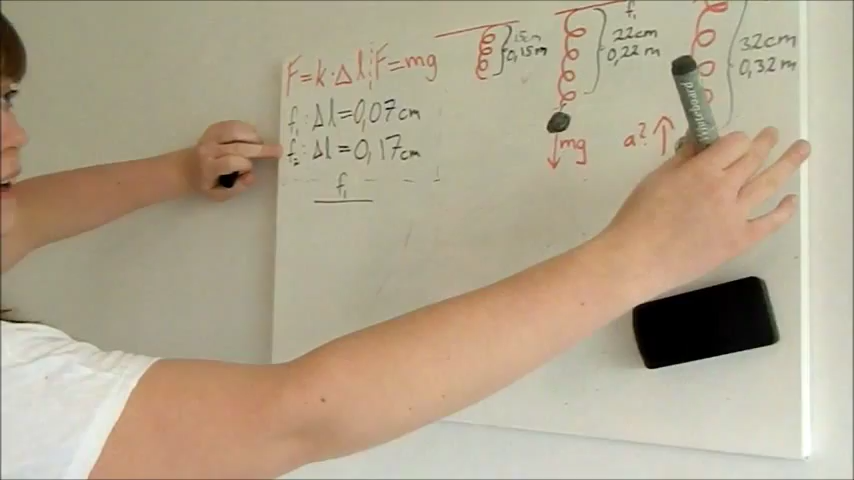 F=k·Δl; F=mg
f₁: Δl=0,07cm
f₂: Δl=0,17cm
f₁
15cm
0,15m
f₁
22cm
0,22m
mg
32cm
0,32m
a?
Whiteboard